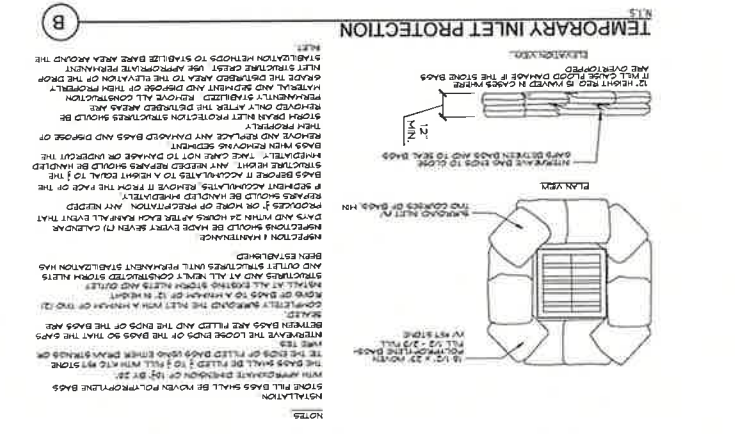 NOTES
INSTALLATION
STONE FILL BAGS SHALL BE WOVEN POLYPROPYLENE BAGS
WITH APPROXIMATE DIMENSION OF 18½" BY 28".
THE BAGS SHALL BE FILLED ½ TO ⅔ FULL WITH KTC #57 STONE
TIE THE ENDS OF FILLED BAGS USING EITHER DRAW STRINGS OR
WIRE TIES
INTERWEAVE THE LOOSE ENDS OF THE BAGS SO THAT THE GAPS
BETWEEN BAGS ARE FILLED AND THE ENDS OF THE BAGS ARE
SEALED.
COMPLETELY SURROUND THE INLET WITH A MINIMUM OF TWO (2)
ROWS OF BAGS TO A MINIMUM OF 12" IN HEIGHT
INSTALL AT ALL EXISTING STORM INLETS AND OUTLET
STRUCTURES AND AT ALL NEWLY CONSTRUCTED STORM INLETS
AND OUTLET STRUCTURES UNTIL PERMANENT STABILIZATION HAS
BEEN ESTABLISHED
INSPECTION & MAINTENANCE
INSPECTIONS SHOULD BE MADE EVERY SEVEN (7) CALENDAR
DAYS AND WITHIN 24 HOURS AFTER EACH RAINFALL EVENT THAT
PRODUCES ½" OR MORE OF PRECIPITATION ANY NEEDED
REPAIRS SHOULD BE HANDLED IMMEDIATELY.
IF SEDIMENT ACCUMULATES, REMOVE IT FROM THE FACE OF THE
BAGS BEFORE IT ACCUMULATES TO A HEIGHT EQUAL TO ⅓ THE
STRUCTURE HEIGHT. ANY NEEDED REPAIRS SHOULD BE HANDLED
IMMEDIATELY. TAKE CARE NOT TO DAMAGE OR UNDERCUT THE
BAGS WHEN REMOVING SEDIMENT
REMOVE AND REPLACE ANY DAMAGED BAGS AND DISPOSE OF
THEM PROPERLY
STORM DRAIN INLET PROTECTION STRUCTURES SHOULD BE
REMOVED ONLY AFTER THE DISTURBED AREAS ARE
PERMANENTLY STABILIZED REMOVE ALL CONSTRUCTION
MATERIAL AND SEDIMENT AND DISPOSE OF THEM PROPERLY
GRADE THE DISTURBED AREA TO THE ELEVATION OF THE DROP
INLET STRUCTURE CREST USE APPROPRIATE PERMANENT
STABILIZATION METHODS TO STABILIZE BARE AREA AROUND THE
INLET
18 1/2" x 28" WOVEN
POLYPROPYLENE BAGS-
FILL 1/2 - 2/3 FULL
W/ #57 STONE
SURROUND INLET W/
TWO COURSES OF BAGS, MIN
PLAN VIEW
INTERWEAVE BAG ENDS TO CLOSE
GAPS BETWEEN BAGS AND TO SEAL BAGS
12"
MIN.
12" HEIGHT REQ IS WAIVED IN CASES WHERE
IT WILL CAUSE FLOOD DAMAGE IF THE STONE BAGS
ARE OVERTOPPED
ELEVATION VIEW
TEMPORARY INLET PROTECTION
N.T.S.
B